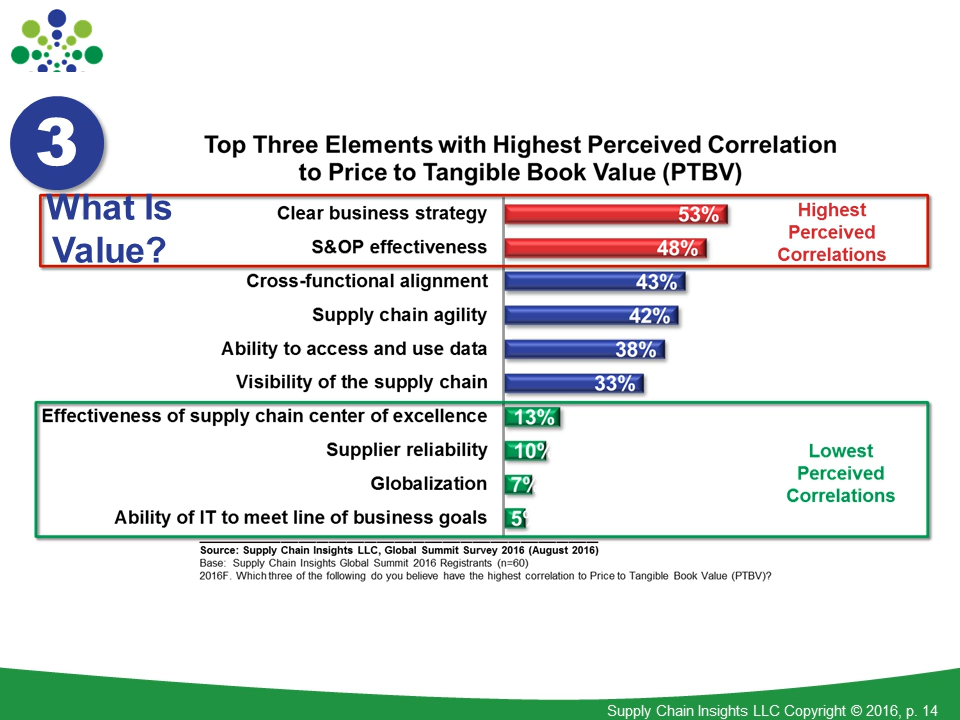 3
Top Three Elements with Highest Perceived Correlation
to Price to Tangible Book Value (PTBV)
What Is
Value?
Clear business strategy 53%
S&OP effectiveness 48%
Highest
Perceived
Correlations
Cross-functional alignment 43%
Supply chain agility 42%
Ability to access and use data 38%
Visibility of the supply chain 33%
Effectiveness of supply chain center of excellence 13%
Supplier reliability 10%
Globalization 7%
Ability of IT to meet line of business goals 5%
Lowest
Perceived
Correlations
Source: Supply Chain Insights LLC, Global Summit Survey 2016 (August 2016)
Base: Supply Chain Insights Global Summit 2016 Registrants (n=60)
2016F. Which three of the following do you believe have the highest correlation to Price to Tangible Book Value (PTBV)?
Supply Chain Insights LLC Copyright © 2016, p. 14